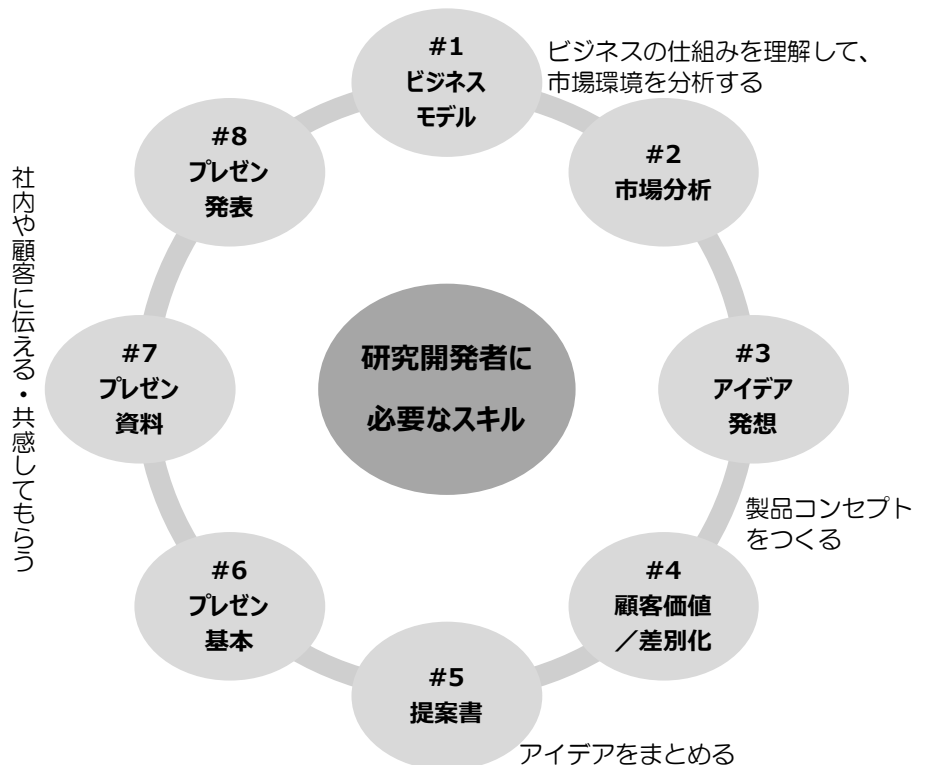 #1
ビジネス
モデル
ビジネスの仕組みを理解して、
市場環境を分析する
#2
市場分析
#3
アイデア
発想
製品コンセプト
をつくる
#4
顧客価値
／差別化
#5
提案書
アイデアをまとめる
#6
プレゼン
基本
#7
プレゼン
資料
#8
プレゼン
発表
社内や顧客に伝える・共感してもらう
研究開発者に
必要なスキル